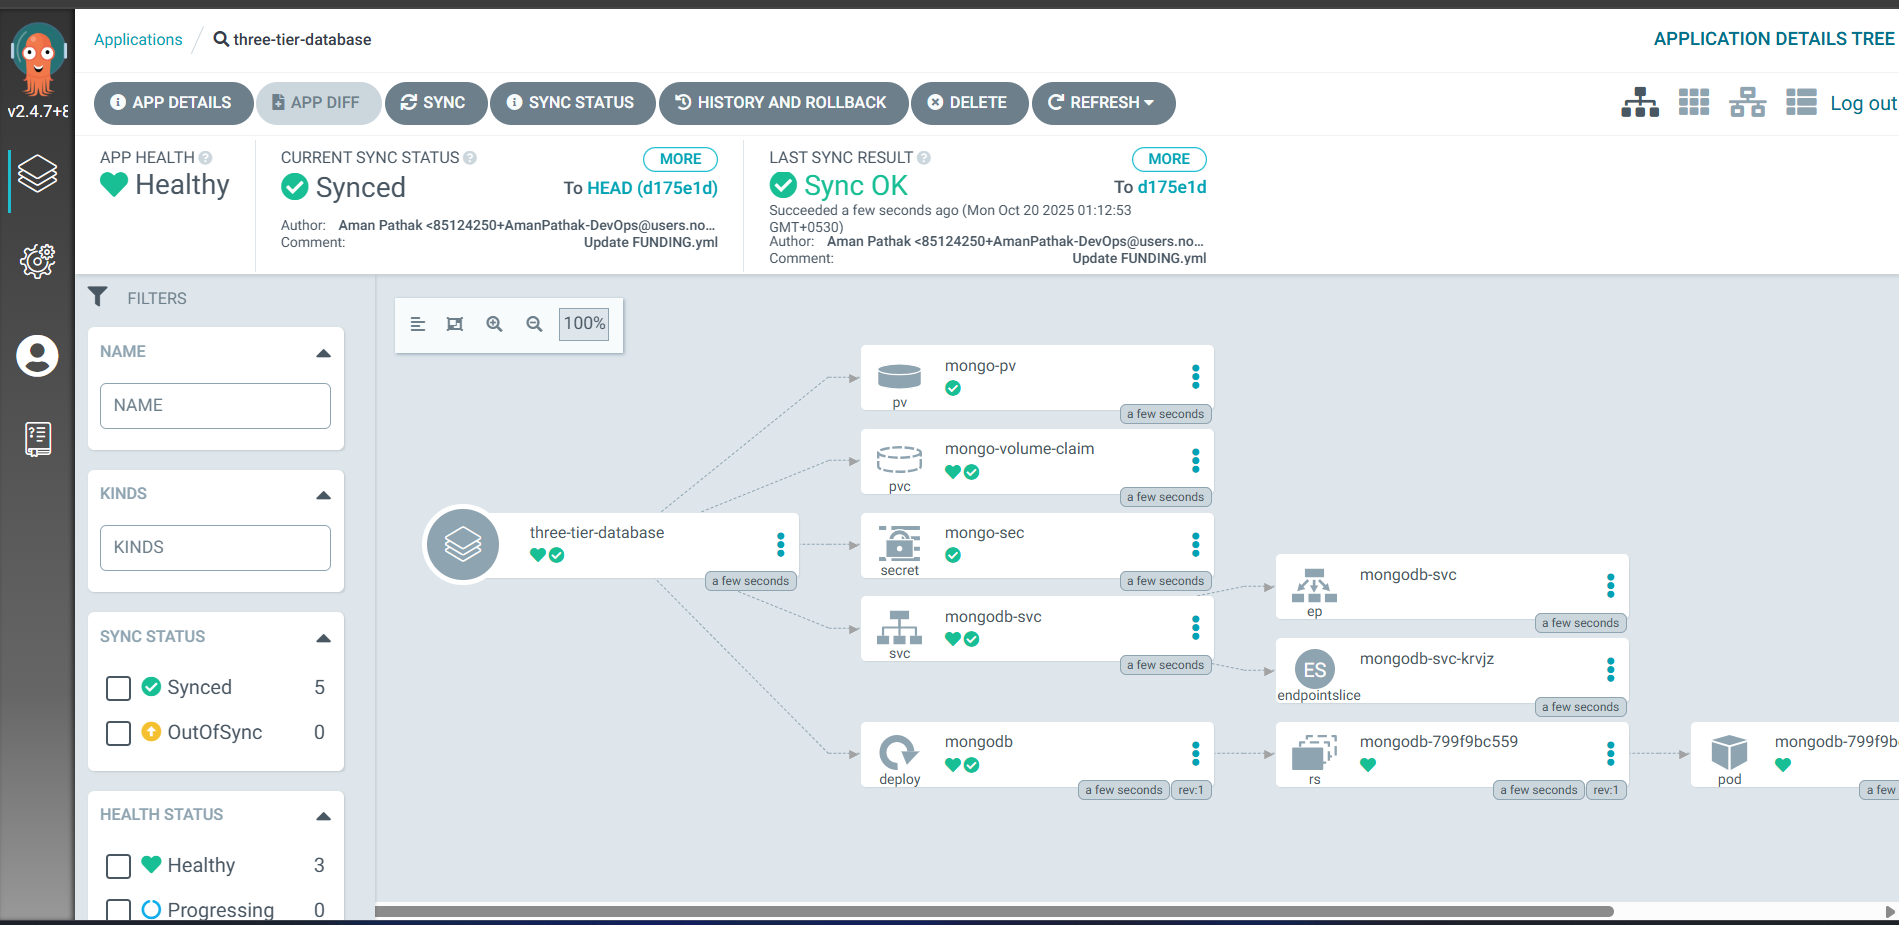 v2.4.7+8
Applications / three-tier-database
APPLICATION DETAILS TREE
APP DETAILS
APP DIFF
SYNC
SYNC STATUS
HISTORY AND ROLLBACK
DELETE
REFRESH
Log out
APP HEALTH
Healthy
CURRENT SYNC STATUS
MORE
Synced
To HEAD (d175e1d)
Author: Aman Pathak <85124250+AmanPathak-DevOps@users.no...
Comment: Update FUNDING.yml
LAST SYNC RESULT
MORE
Sync OK
To d175e1d
Succeeded a few seconds ago (Mon Oct 20 2025 01:12:53
GMT+0530)
Author: Aman Pathak <85124250+AmanPathak-DevOps@users.no...
Comment: Update FUNDING.yml
FILTERS
NAME
NAME
KINDS
KINDS
SYNC STATUS
Synced 5
OutOfSync 0
HEALTH STATUS
Healthy 3
Progressing 0
100%
three-tier-database
a few seconds
mongo-pv
pv
a few seconds
mongo-volume-claim
pvc
a few seconds
mongo-sec
secret
a few seconds
mongodb-svc
svc
a few seconds
mongodb
deploy
a few seconds
rev:1
mongodb-svc
ep
a few seconds
ES
mongodb-svc-krvjz
endpointslice
a few seconds
mongodb-799f9bc559
rs
a few seconds
rev:1
mongodb-799f9b
pod
a few